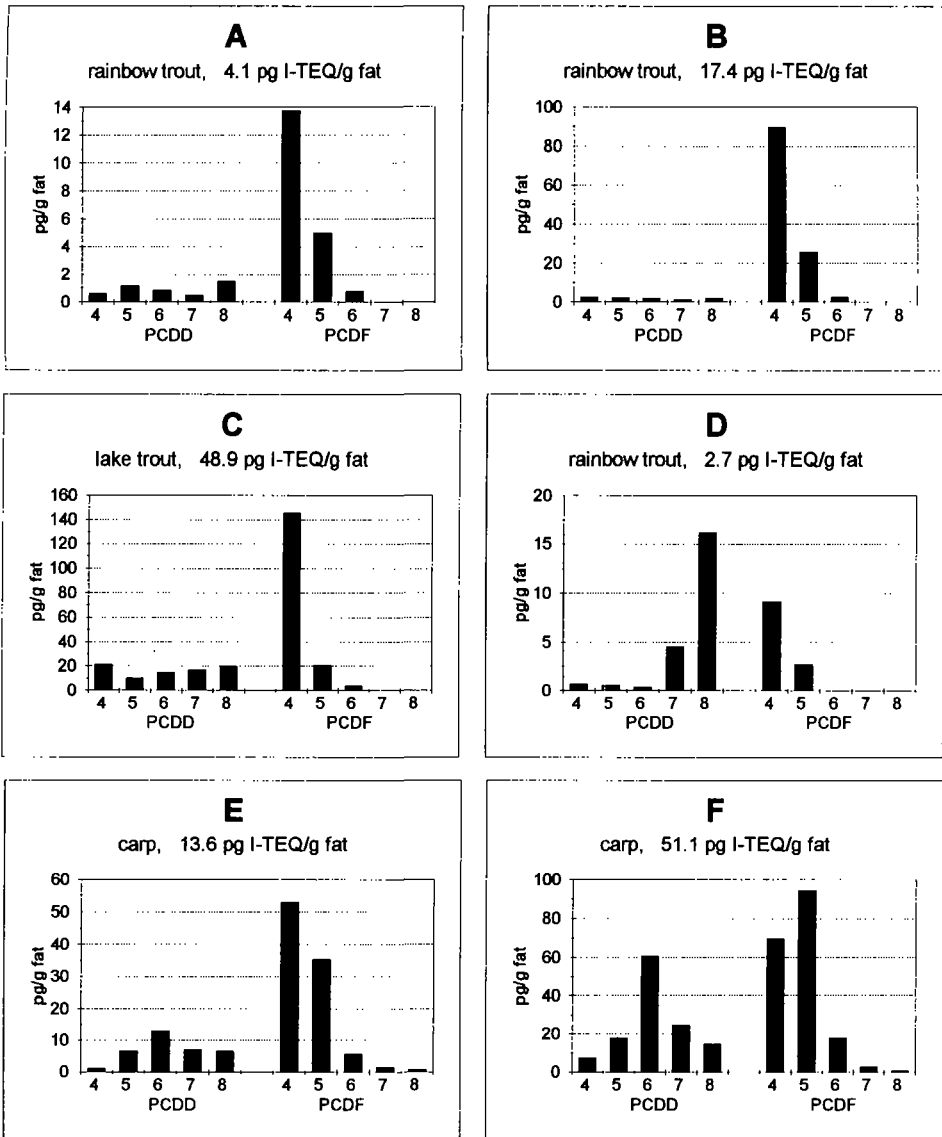 A
rainbow trout, 4.1 pg I-TEQ/g fat
pg/g fat
14
12
10
8
6
4
2
0
4 5 6 7 8 4 5 6 7 8
PCDD PCDF
B
rainbow trout, 17.4 pg I-TEQ/g fat
pg/g fat
100
80
60
40
20
0
4 5 6 7 8 4 5 6 7 8
PCDD PCDF
C
lake trout, 48.9 pg I-TEQ/g fat
pg/g fat
160
140
120
100
80
60
40
20
0
4 5 6 7 8 4 5 6 7 8
PCDD PCDF
D
rainbow trout, 2.7 pg I-TEQ/g fat
pg/g fat
20
15
10
5
0
4 5 6 7 8 4 5 6 7 8
PCDD PCDF
E
carp, 13.6 pg I-TEQ/g fat
pg/g fat
60
50
40
30
20
10
0
4 5 6 7 8 4 5 6 7 8
PCDD PCDF
F
carp, 51.1 pg I-TEQ/g fat
pg/g fat
100
80
60
40
20
0
4 5 6 7 8 4 5 6 7 8
PCDD PCDF